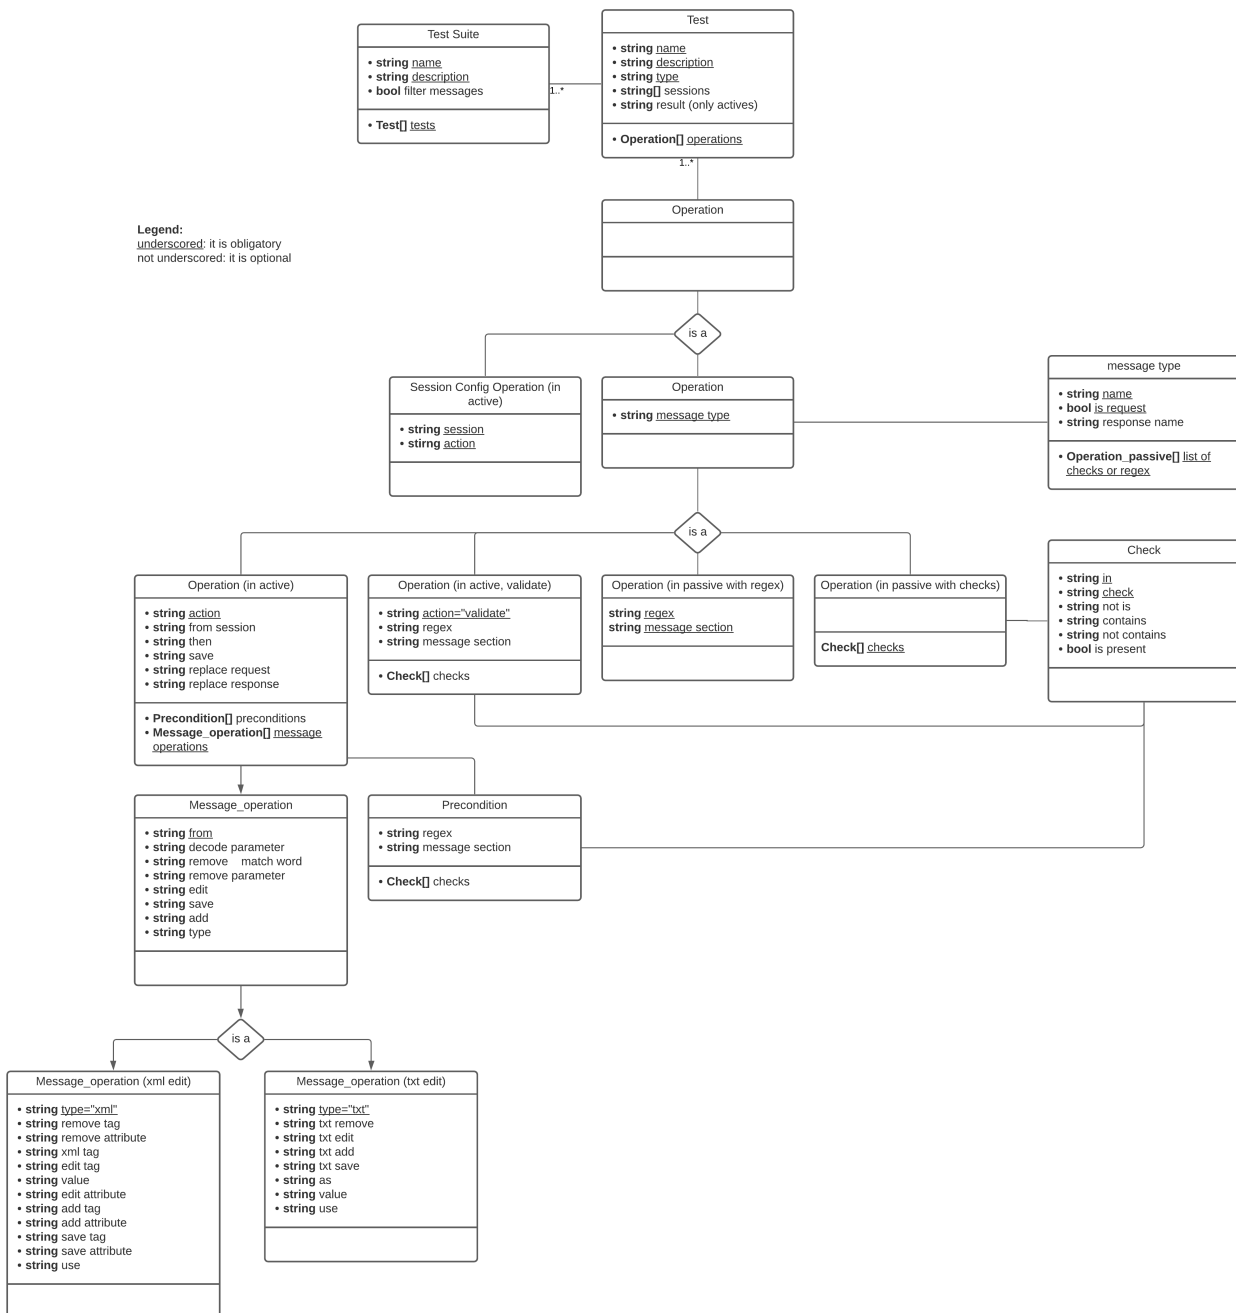 Test Suite
• string name
• string description
• bool filter messages
• Test[] tests
1..*
Test
• string name
• string description
• string type
• string[] sessions
• string result (only actives)
• Operation[] operations
1..*
Legend:
underscored: it is obligatory
not underscored: it is optional
Operation
is a
Session Config Operation (in
active)
• string session
• stirng action
Operation
• string message type
message type
• string name
• bool is request
• string response name
• Operation_passive[] list of
checks or regex
is a
Operation (in active)
• string action
• string from session
• string then
• string save
• string replace request
• string replace response
• Precondition[] preconditions
• Message_operation[] message
operations
Operation (in active, validate)
• string action="validate"
• string regex
• string message section
• Check[] checks
Operation (in passive with regex)
string regex
string message section
Operation (in passive with checks)
Check[] checks
Check
• string in
• string check
• string not is
• string contains
• string not contains
• bool is present
Message_operation
• string from
• string decode parameter
• string remove match word
• string remove parameter
• string edit
• string save
• string add
• string type
Precondition
• string regex
• string message section
• Check[] checks
is a
Message_operation (xml edit)
• string type="xml"
• string remove tag
• string remove attribute
• string xml tag
• string edit tag
• string value
• string edit attribute
• string add tag
• string add attribute
• string save tag
• string save attribute
• string use
Message_operation (txt edit)
• string type="txt"
• string txt remove
• string txt edit
• string txt add
• string txt save
• string as
• string value
• string use